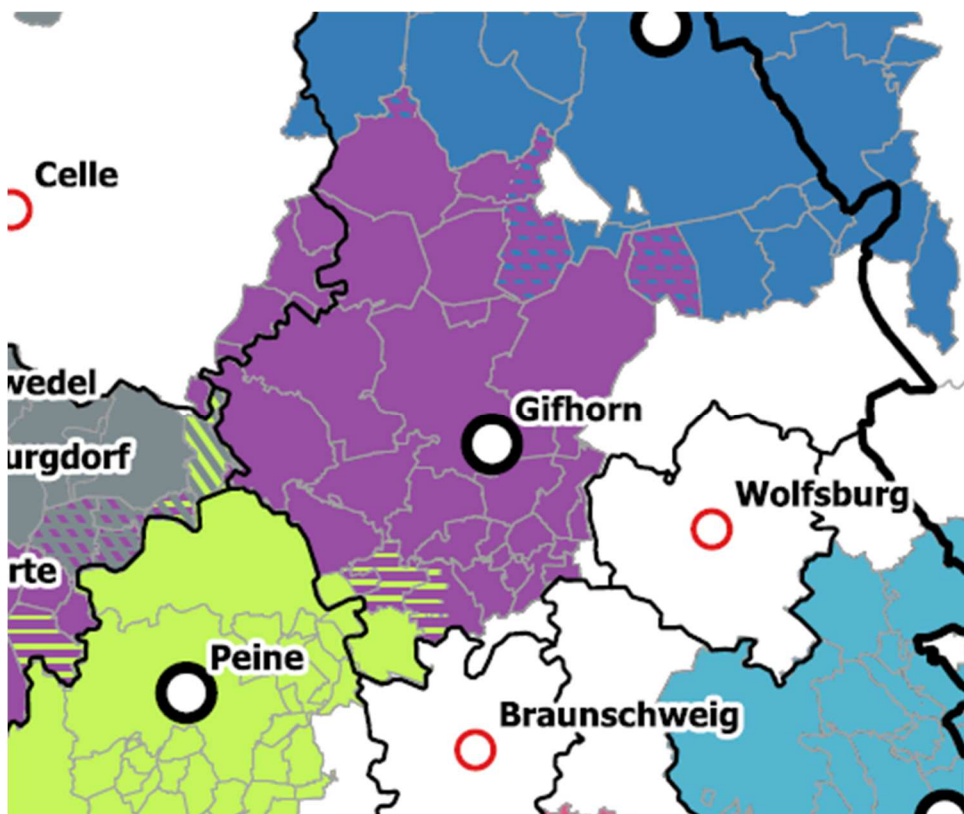 Celle
wedel
Gifhorn
urgdorf
Wolfsburg
rte
Peine
Braunschweig